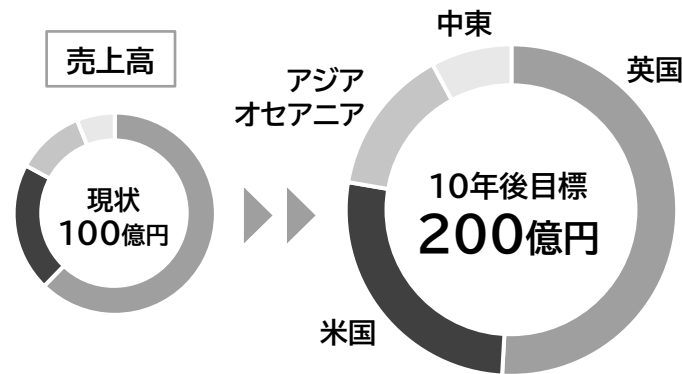 売上高
現状
100億円
中東
英国
アジア
オセアニア
10年後目標
200億円
米国